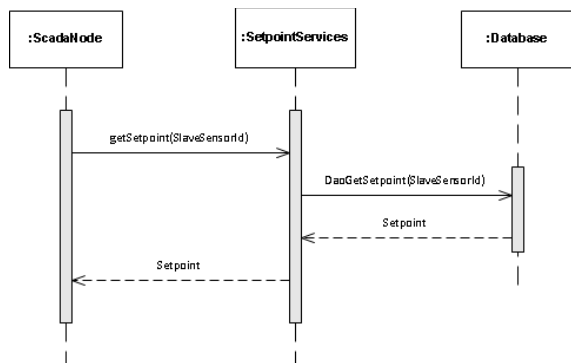 :ScadaNode
:SetpointServices
:Database
getSetpoint(SlaveSensorId)
DaoGetSetpoint(SlaveSensorId)
Setpoint
Setpoint